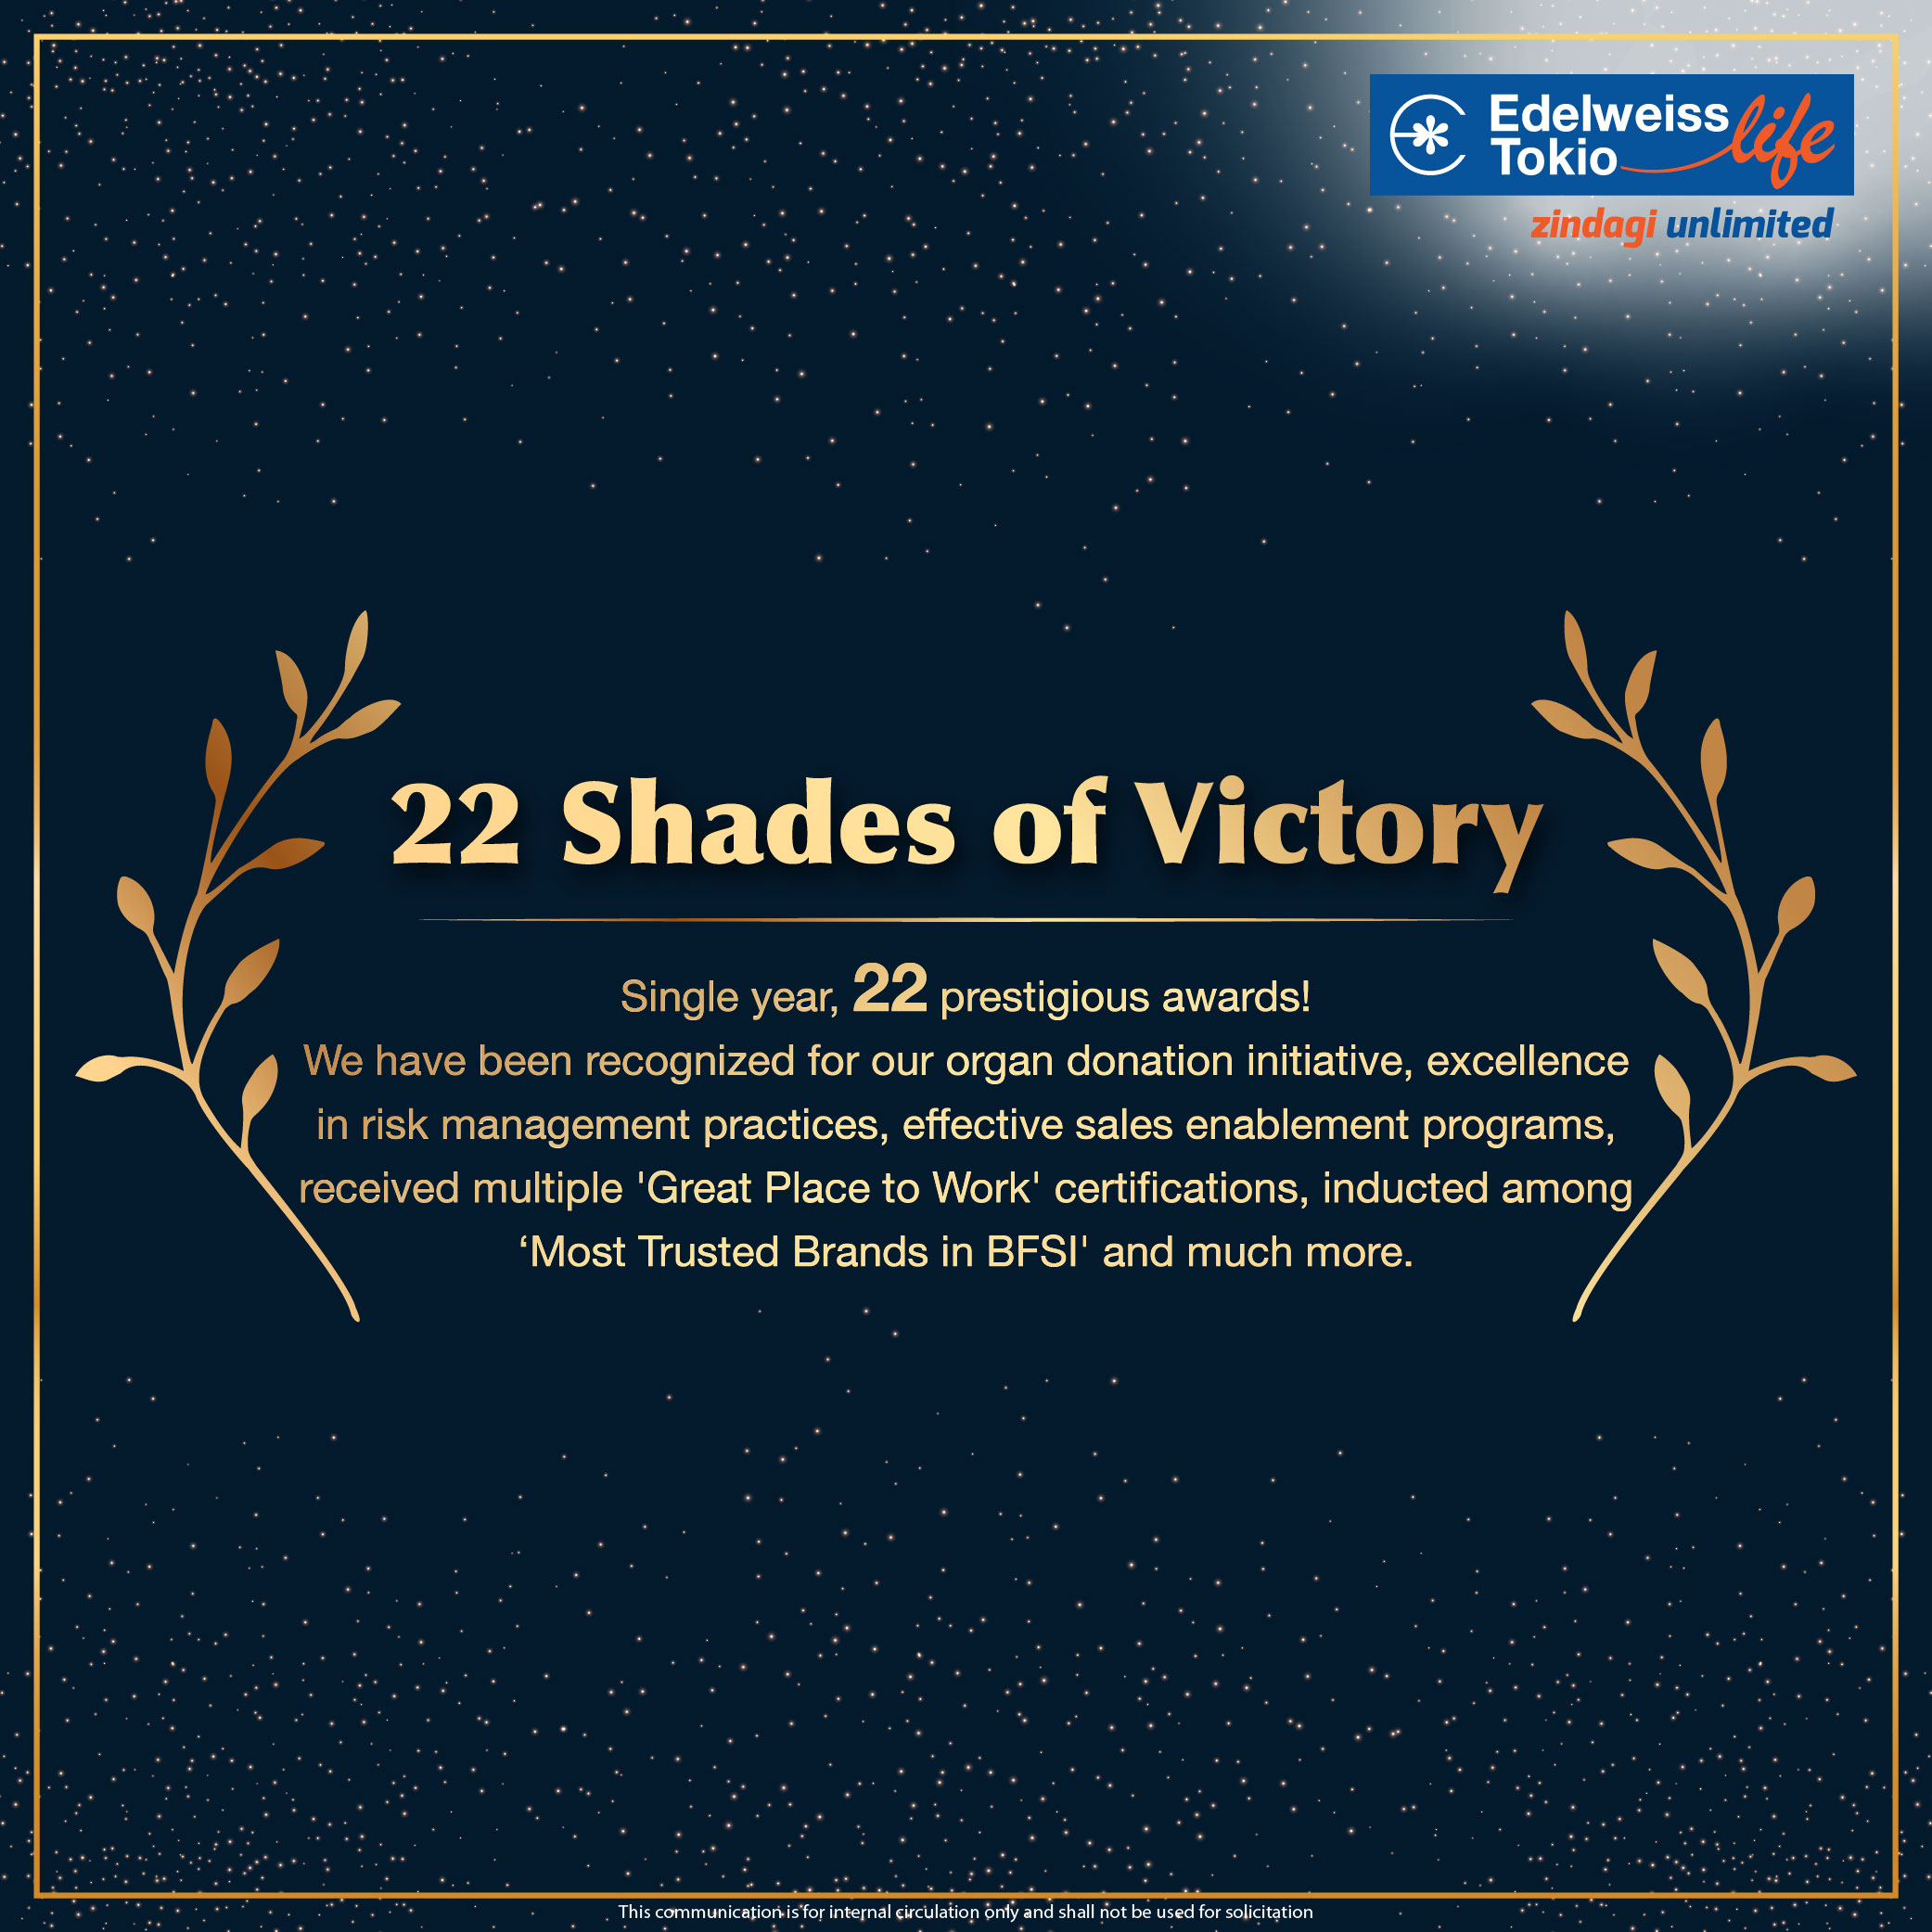 Edelweiss
Tokio life
zindagi unlimited
22 Shades of Victory
Single year, 22 prestigious awards!
We have been recognized for our organ donation initiative, excellence
in risk management practices, effective sales enablement programs,
received multiple 'Great Place to Work' certifications, inducted among
‘Most Trusted Brands in BFSI' and much more.
This communication is for internal circulation only and shall not be used for solicitation